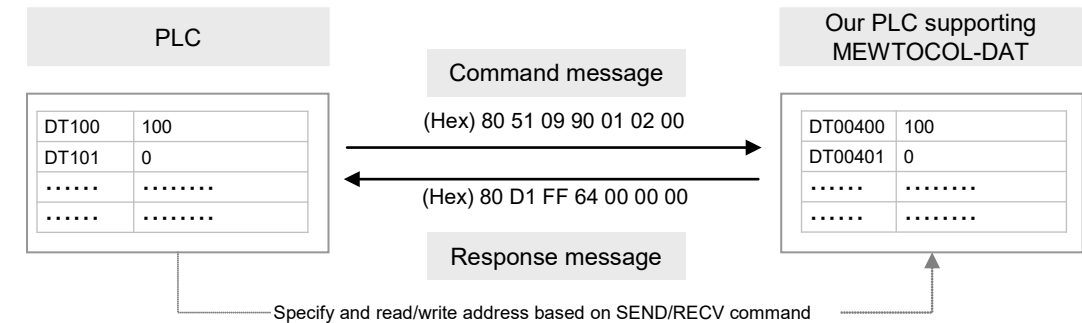 PLC
Our PLC supporting
MEWTOCOL-DAT
Command message
(Hex) 80 51 09 90 01 02 00
DT100 100
DT101 0
...... ........
...... ........
DT00400 100
DT00401 0
...... ........
...... ........
(Hex) 80 D1 FF 64 00 00 00
Response message
Specify and read/write address based on SEND/RECV command